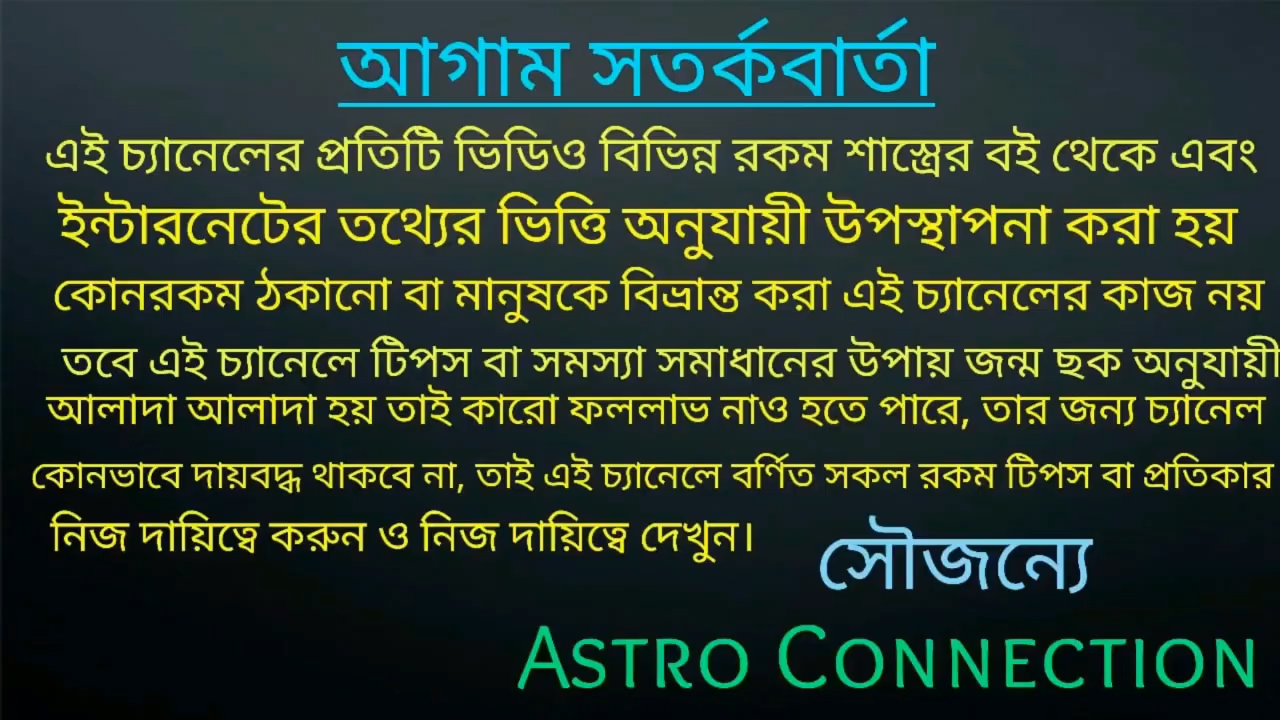 আগাম সতর্কবার্তা
এই চ্যানেলের প্রতিটি ভিডিও বিভিন্ন রকম শাস্ত্রের বই থেকে এবং
ইন্টারনেটের তথ্যের ভিত্তি অনুযায়ী উপস্থাপনা করা হয়
কোনরকম ঠকানো বা মানুষকে বিভ্রান্ত করা এই চ্যানেলের কাজ নয়
তবে এই চ্যানেলে টিপস বা সমস্যা সমাধানের উপায় জন্ম ছক অনুযায়ী
আলাদা আলাদা হয় তাই কারো ফললাভ নাও হতে পারে, তার জন্য চ্যানেল
কোনভাবে দায়বদ্ধ থাকবে না, তাই এই চ্যানেলে বর্ণিত সকল রকম টিপস বা প্রতিকার
নিজ দায়িত্বে করুন ও নিজ দায়িত্বে দেখুন।
সৌজন্যে
ASTRO CONNECTION